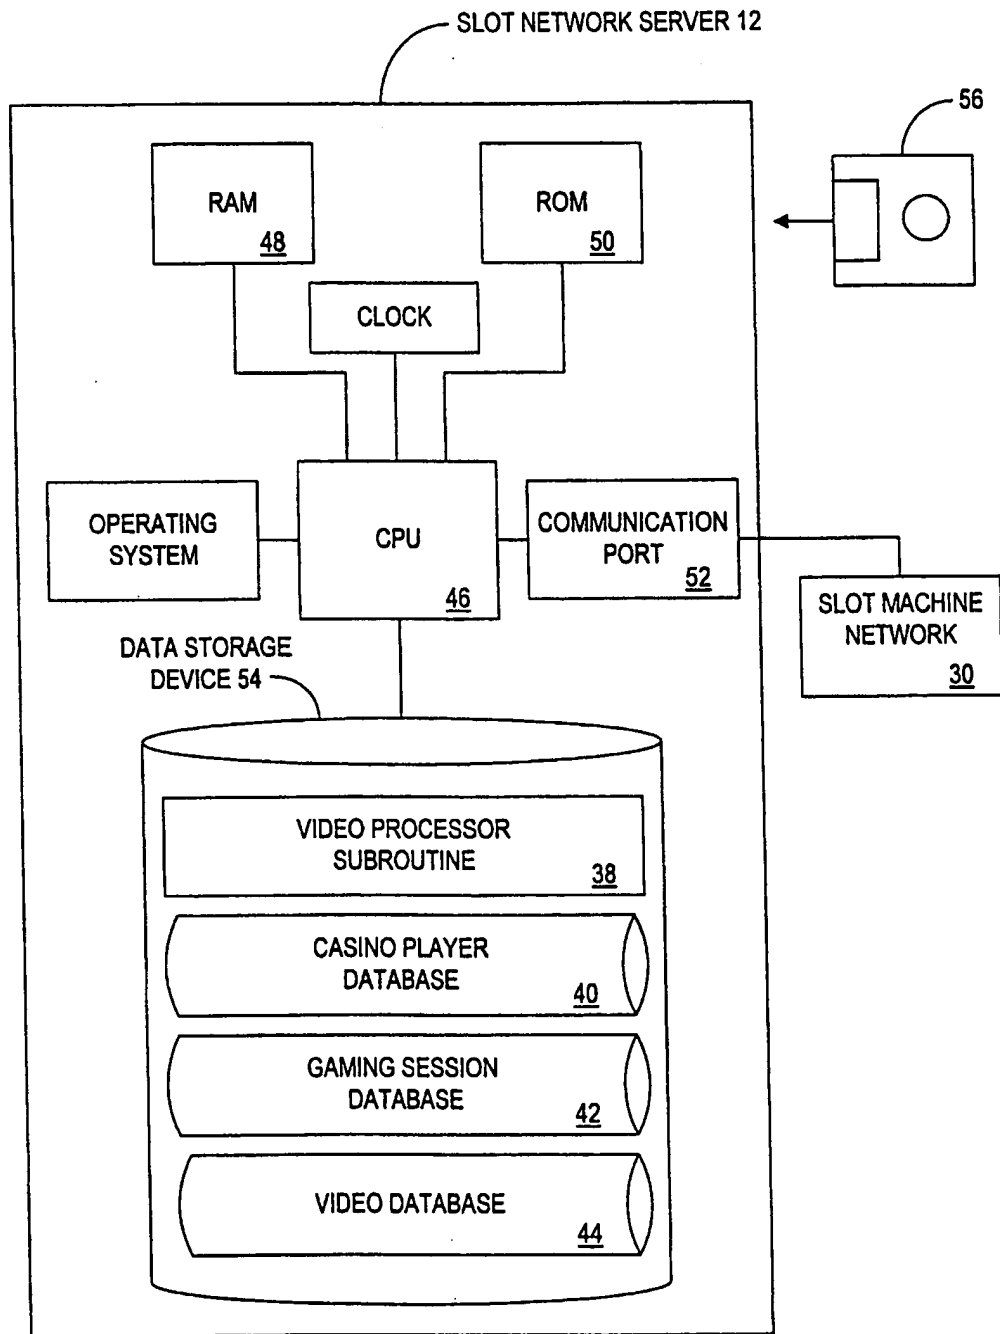 SLOT NETWORK SERVER 12
56
RAM
48
ROM
50
CLOCK
OPERATING
SYSTEM
CPU
46
COMMUNICATION
PORT
52
SLOT MACHINE
NETWORK
30
DATA STORAGE
DEVICE 54
VIDEO PROCESSOR
SUBROUTINE
38
CASINO PLAYER
DATABASE
40
GAMING SESSION
DATABASE
42
VIDEO DATABASE
44